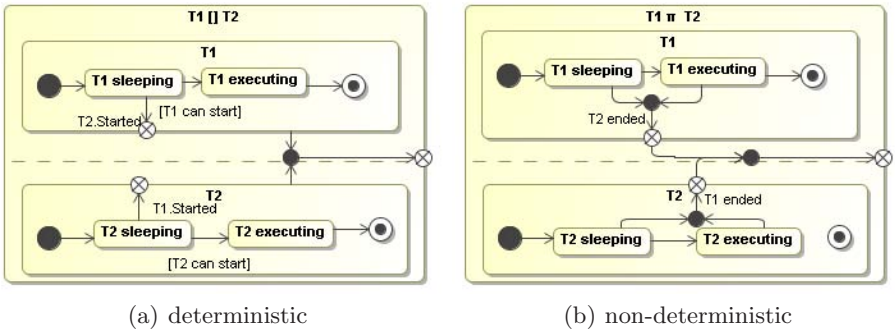 T1 [] T2
T1
T1 sleeping
T1 executing
[T1 can start]
T2.Started
T2
T1.Started
T2 sleeping
T2 executing
[T2 can start]
(a) deterministic
T1 π T2
T1
T1 sleeping
T1 executing
T2 ended
T2
T1 ended
T2 sleeping
T2 executing
(b) non-deterministic